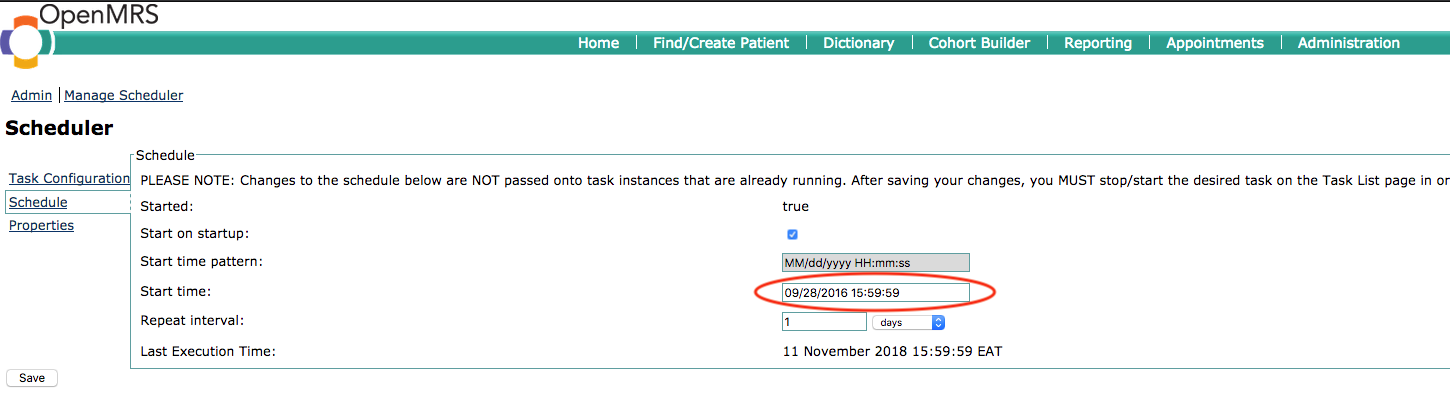 OpenMRS
Home Find/Create Patient Dictionary Cohort Builder Reporting Appointments Administration
Admin Manage Scheduler
Scheduler
Schedule
Task Configuration
PLEASE NOTE: Changes to the schedule below are NOT passed onto task instances that are already running. After saving your changes, you MUST stop/start the desired task on the Task List page in or
Schedule
Started: true
Properties
Start on startup:
Start time pattern: MM/dd/yyyy HH:mm:ss
Start time: 09/28/2016 15:59:59
Repeat interval: 1 days
Last Execution Time: 11 November 2018 15:59:59 EAT
Save